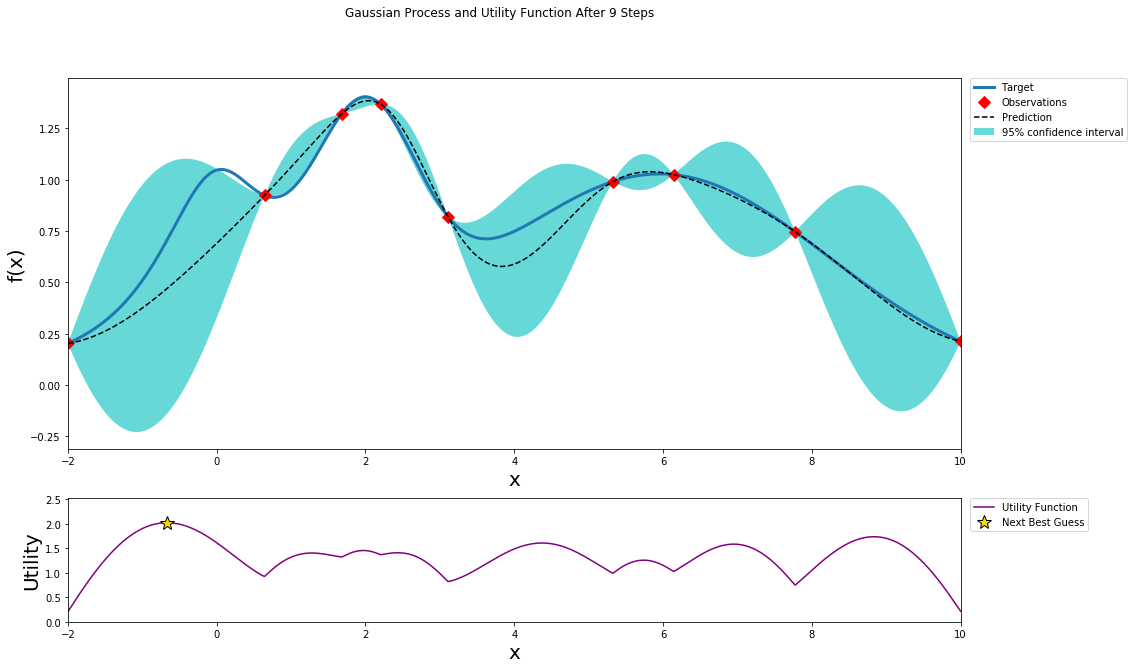 Gaussian Process and Utility Function After 9 Steps
Target
Observations
Prediction
95% confidence interval
f(x)
1.25
1.00
0.75
0.50
0.25
0.00
−0.25
−2 0 2 4 6 8 10
x
Utility Function
Next Best Guess
Utility
2.5
2.0
1.5
1.0
0.5
0.0
−2 0 2 4 6 8 10
x